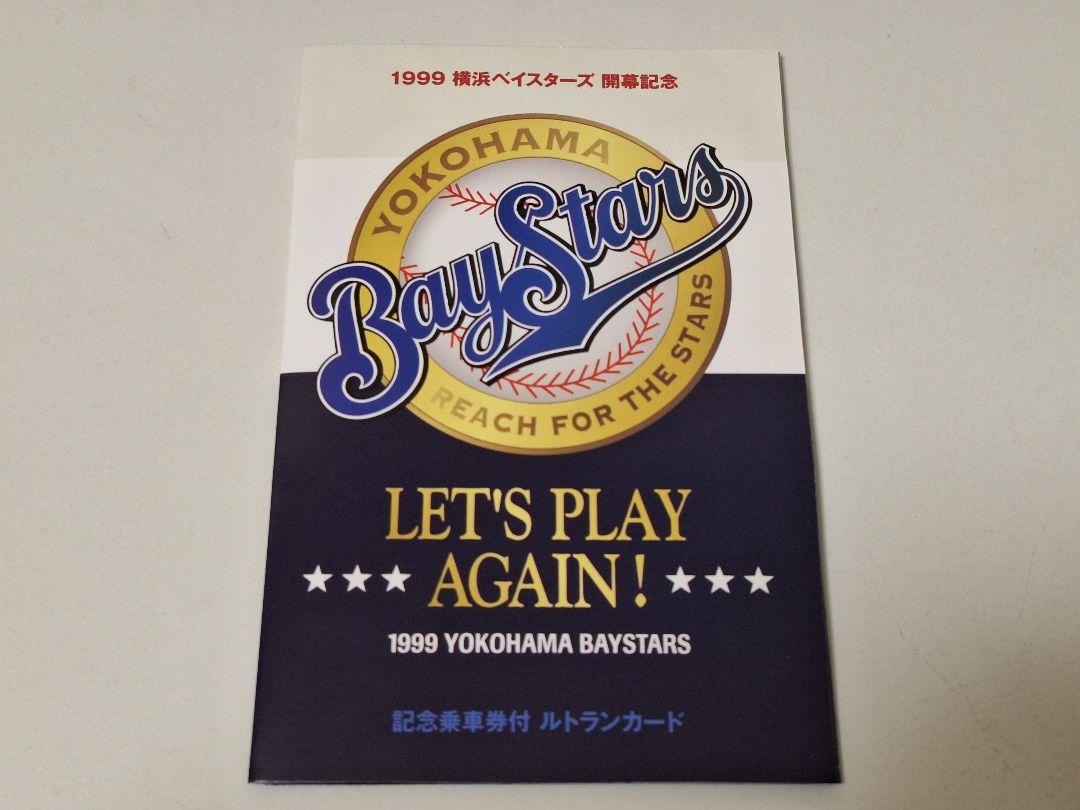 1999 横浜ベイスターズ 開幕記念
YOKOHAMA
BayStars
REACH FOR THE STARS
LET'S PLAY
★★★ AGAIN! ★★★
1999 YOKOHAMA BAYSTARS
記念乗車券付 ルトランカード